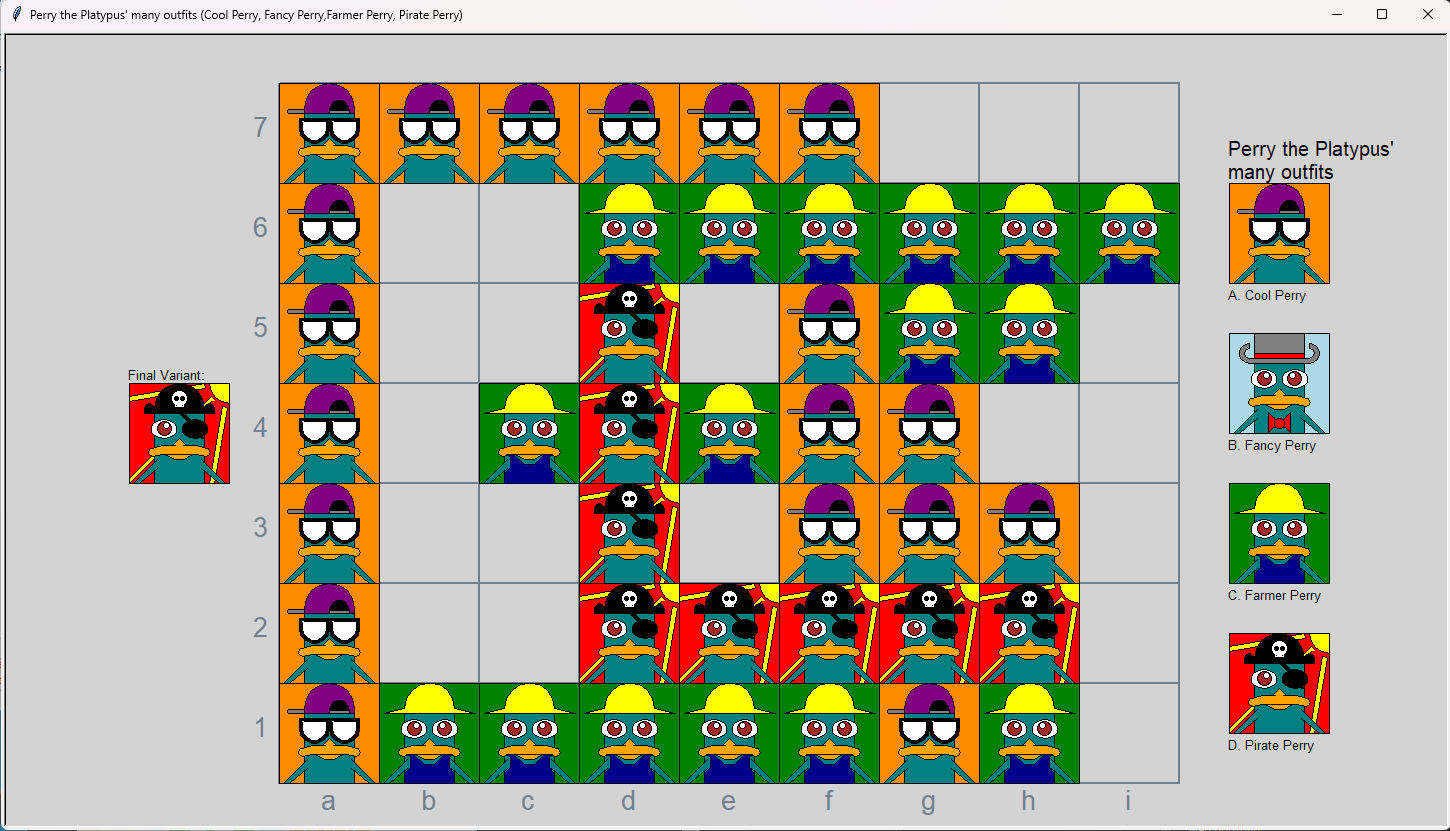 Perry the Platypus' many outfits (Cool Perry, Fancy Perry,Farmer Perry, Pirate Perry)
7
6
5
4
3
2
1
a b c d e f g h i
Final Variant:
Perry the Platypus'
many outfits
A. Cool Perry
B. Fancy Perry
C. Farmer Perry
D. Pirate Perry